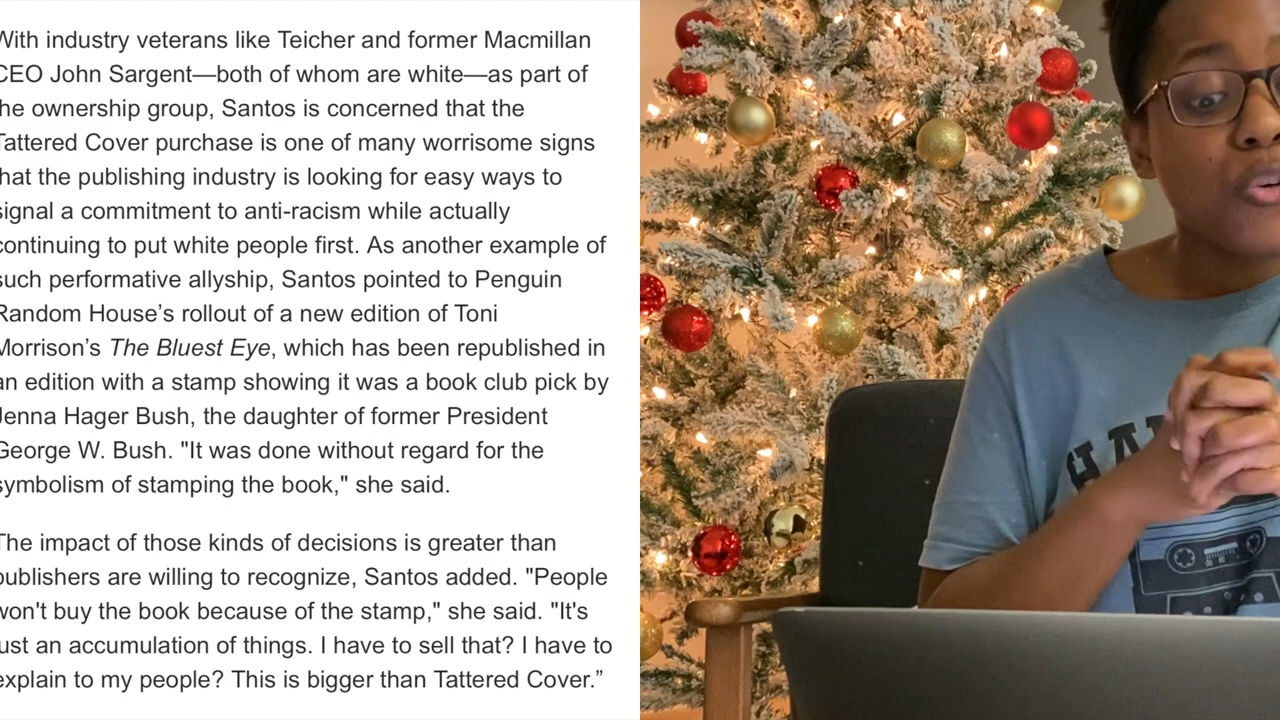 With industry veterans like Teicher and former Macmillan
CEO John Sargent—both of whom are white—as part of
the ownership group, Santos is concerned that the
Tattered Cover purchase is one of many worrisome signs
that the publishing industry is looking for easy ways to
signal a commitment to anti-racism while actually
continuing to put white people first. As another example of
such performative allyship, Santos pointed to Penguin
Random House’s rollout of a new edition of Toni
Morrison’s The Bluest Eye, which has been republished in
an edition with a stamp showing it was a book club pick by
Jenna Hager Bush, the daughter of former President
George W. Bush. "It was done without regard for the
symbolism of stamping the book," she said.
The impact of those kinds of decisions is greater than
publishers are willing to recognize, Santos added. "People
won't buy the book because of the stamp," she said. "It's
just an accumulation of things. I have to sell that? I have to
explain to my people? This is bigger than Tattered Cover.”